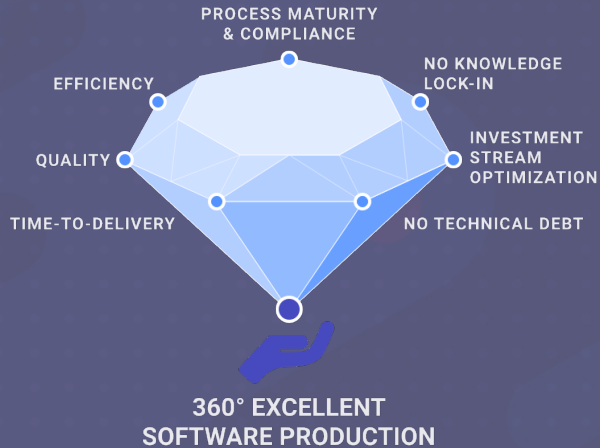 PROCESS MATURITY
& COMPLIANCE
NO KNOWLEDGE
LOCK-IN
EFFICIENCY
INVESTMENT
STREAM
OPTIMIZATION
QUALITY
TIME-TO-DELIVERY
NO TECHNICAL DEBT
360° EXCELLENT
SOFTWARE PRODUCTION